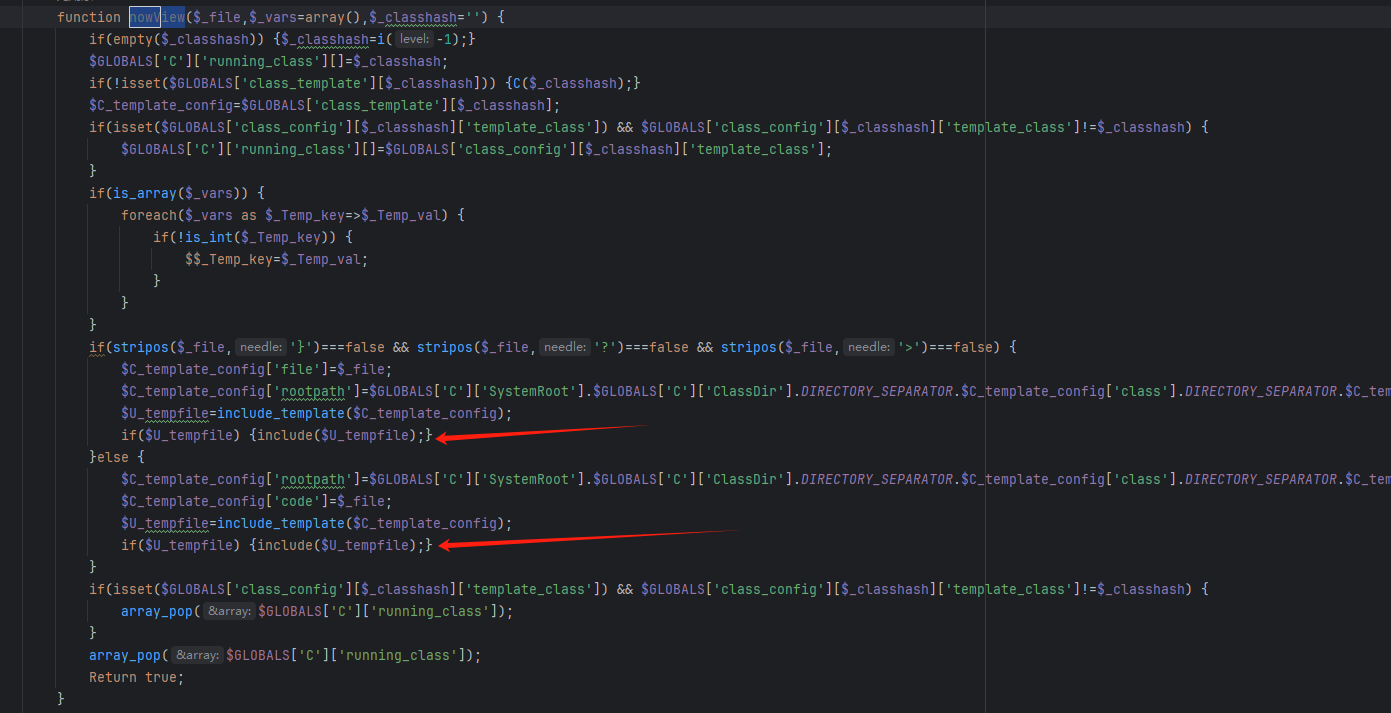 function nowView($_file,$_vars=array(),$_classhash='') {
if(empty($_classhash)) {$_classhash=i( level: -1);}
$GLOBALS['C']['running_class'][]=$_classhash;
if(!isset($GLOBALS['class_template'][$_classhash])) {C($_classhash);}
$C_template_config=$GLOBALS['class_template'][$_classhash];
if(isset($GLOBALS['class_config'][$_classhash]['template_class']) && $GLOBALS['class_config'][$_classhash]['template_class']!=$_classhash) {
$GLOBALS['C']['running_class'][]=$GLOBALS['class_config'][$_classhash]['template_class'];
}
if(is_array($_vars)) {
foreach($_vars as $_Temp_key=>$_Temp_val) {
if(!is_int($_Temp_key)) {
$$_Temp_key=$_Temp_val;
}
}
}
if(stripos($_file, needle: '}')===false && stripos($_file, needle: '?')===false && stripos($_file, needle: '>')===false) {
$C_template_config['file']=$_file;
$C_template_config['rootpath']=$GLOBALS['C']['SystemRoot'].$GLOBALS['C']['ClassDir'].DIRECTORY_SEPARATOR.$C_template_config['class'].DIRECTORY_SEPARATOR.$C_tem
$U_tempfile=include_template($C_template_config);
if($U_tempfile) {include($U_tempfile);}
}else {
$C_template_config['rootpath']=$GLOBALS['C']['SystemRoot'].$GLOBALS['C']['ClassDir'].DIRECTORY_SEPARATOR.$C_template_config['class'].DIRECTORY_SEPARATOR.$C_tem
$C_template_config['code']=$_file;
$U_tempfile=include_template($C_template_config);
if($U_tempfile) {include($U_tempfile);}
}
if(isset($GLOBALS['class_config'][$_classhash]['template_class']) && $GLOBALS['class_config'][$_classhash]['template_class']!=$_classhash) {
array_pop( &array: $GLOBALS['C']['running_class']);
}
array_pop( &array: $GLOBALS['C']['running_class']);
Return true;
}